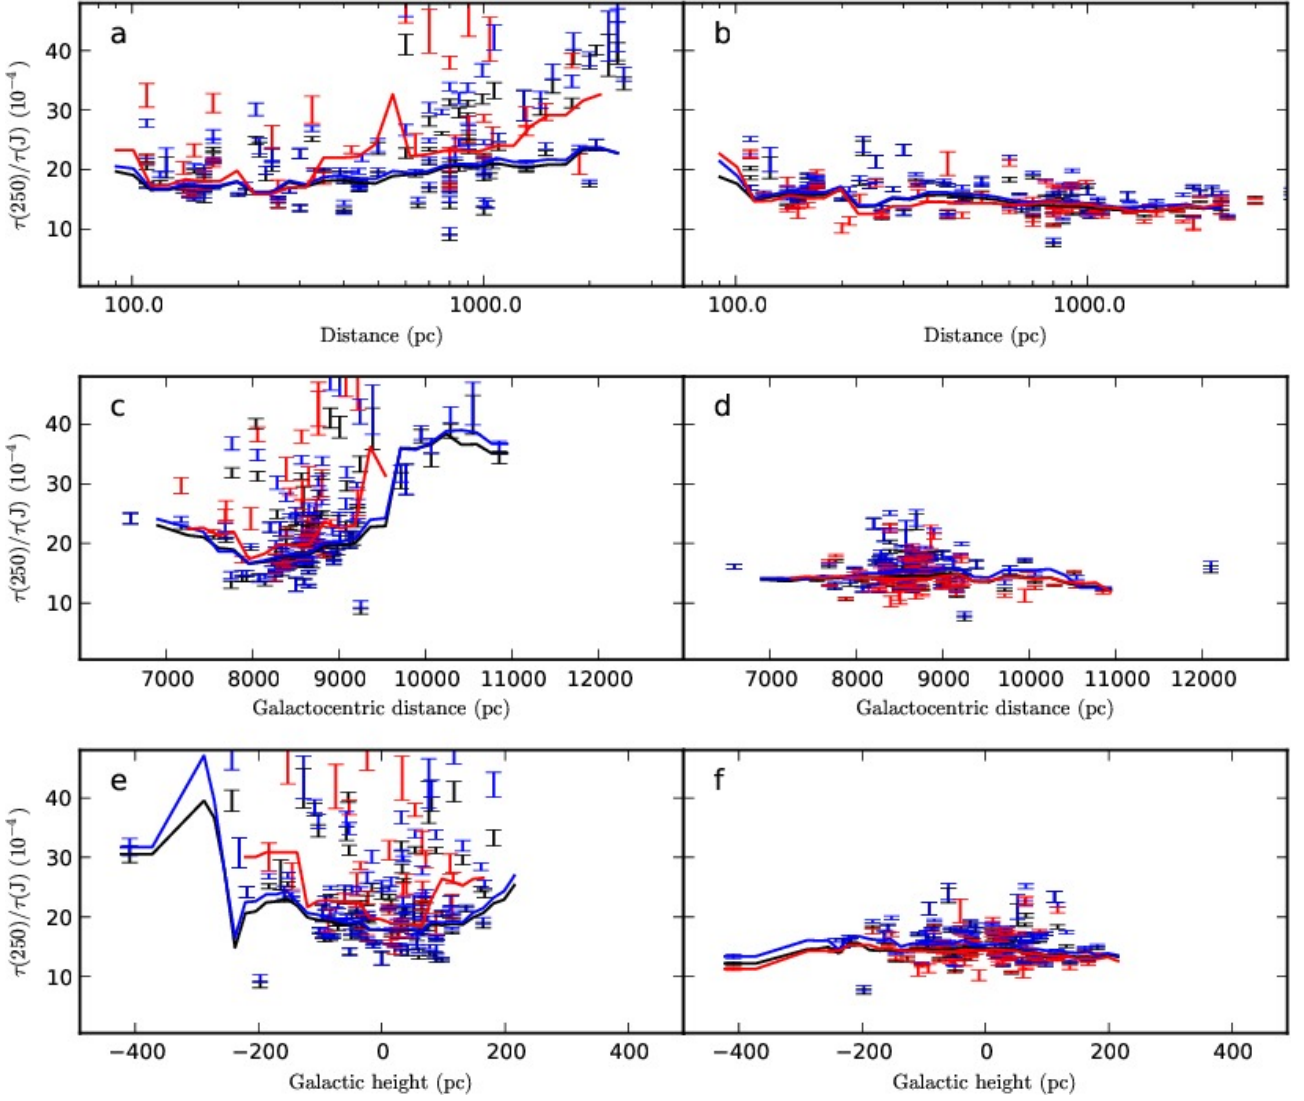 a b
τ(250)/τ(J) (10⁻⁴)
40
30
20
10
100.0 1000.0 100.0 1000.0
Distance (pc) Distance (pc)
c d
τ(250)/τ(J) (10⁻⁴)
40
30
20
10
7000 8000 9000 10000 11000 12000 7000 8000 9000 10000 11000 12000
Galactocentric distance (pc) Galactocentric distance (pc)
e f
τ(250)/τ(J) (10⁻⁴)
40
30
20
10
−400 −200 0 200 400 −400 −200 0 200 400
Galactic height (pc) Galactic height (pc)